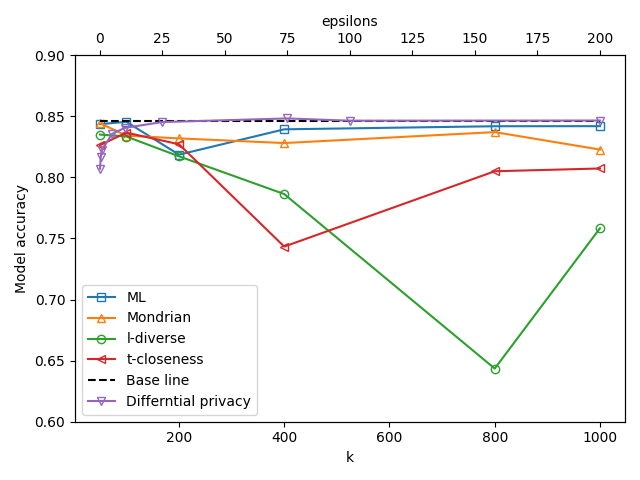 epsilons
0 25 50 75 100 125 150 175 200
0.90
0.85
0.80
0.75
0.70
0.65
0.60
Model accuracy
ML
Mondrian
l-diverse
t-closeness
Base line
Differntial privacy
200 400 600 800 1000
k